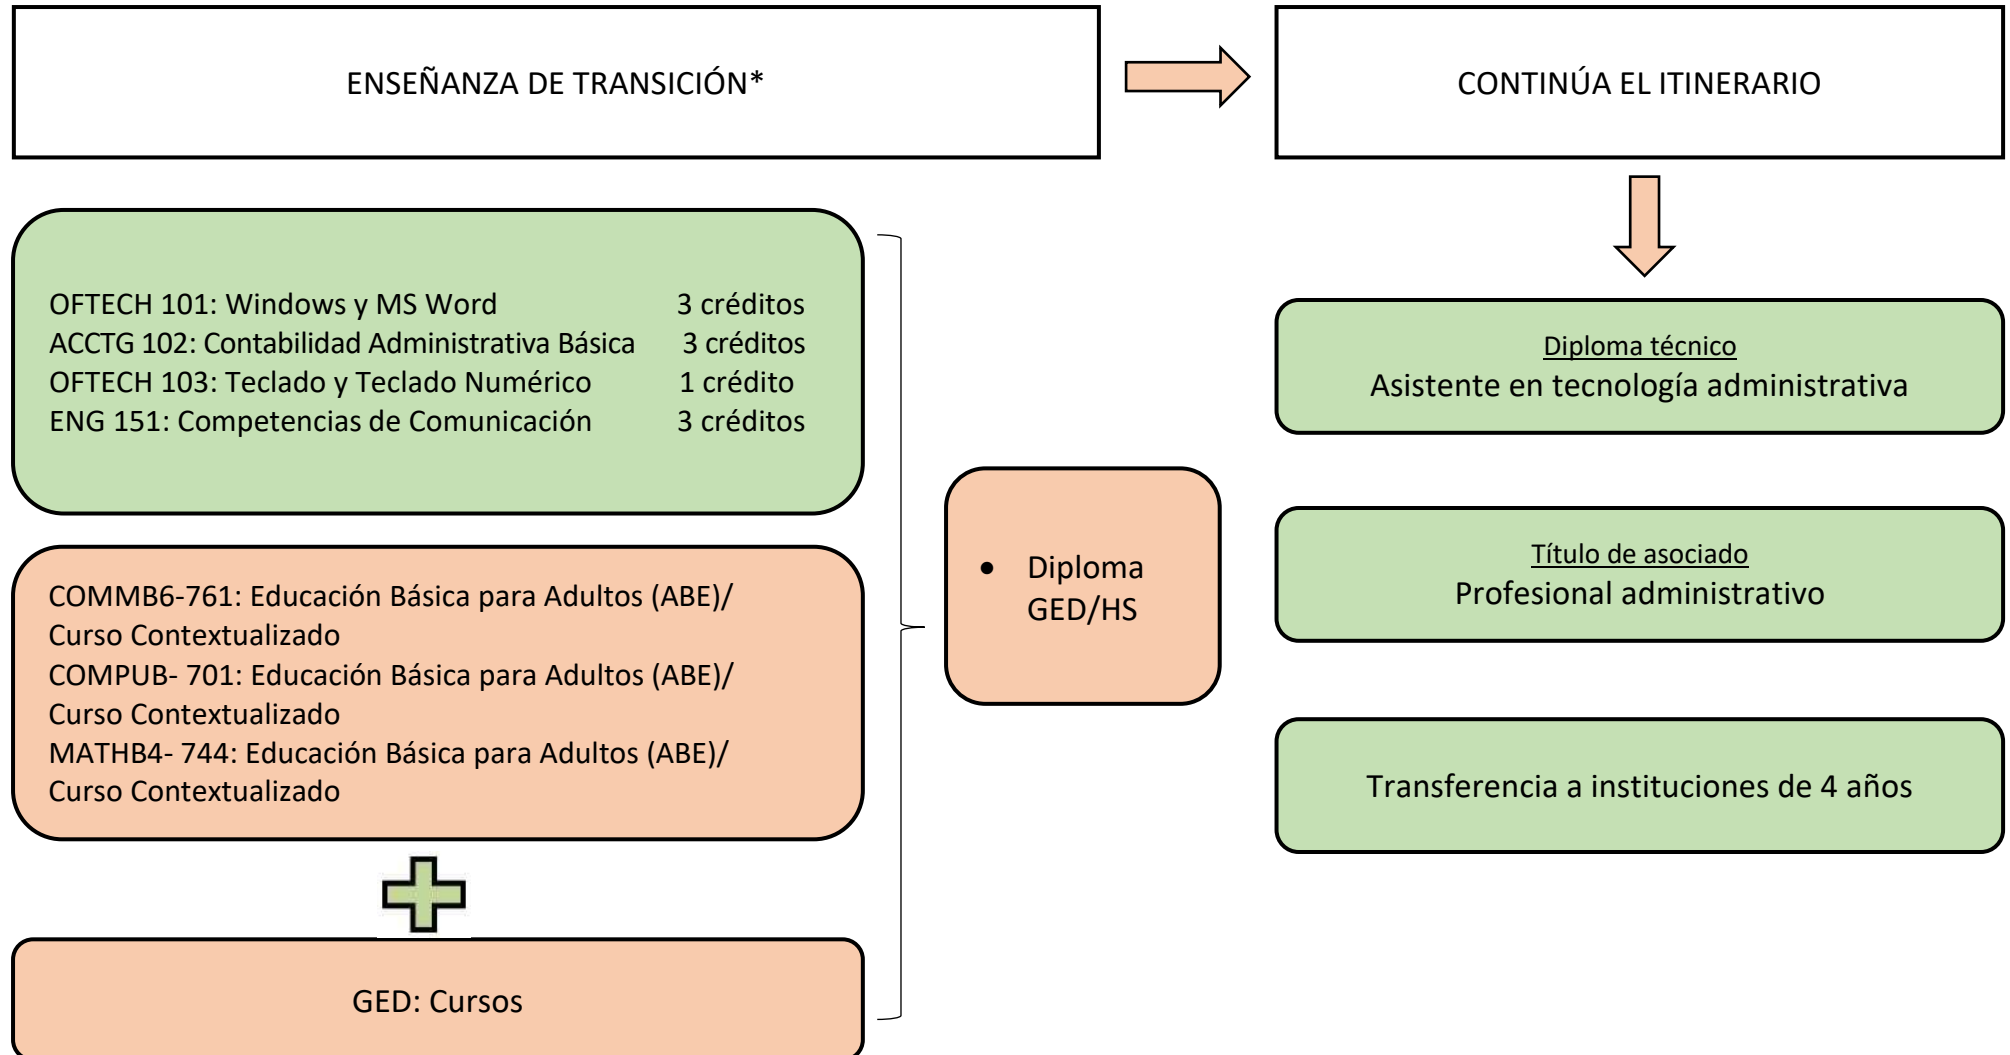 ENSEÑANZA DE TRANSICIÓN*
CONTINÚA EL ITINERARIO
OFTECH 101: Windows y MS Word 3 créditos
ACCTG 102: Contabilidad Administrativa Básica 3 créditos
OFTECH 103: Teclado y Teclado Numérico 1 crédito
ENG 151: Competencias de Comunicación 3 créditos
COMMB6-761: Educación Básica para Adultos (ABE)/
Curso Contextualizado
COMPUB- 701: Educación Básica para Adultos (ABE)/
Curso Contextualizado
MATHB4- 744: Educación Básica para Adultos (ABE)/
Curso Contextualizado
GED: Cursos
• Diploma
GED/HS
Diploma técnico
Asistente en tecnología administrativa
Título de asociado
Profesional administrativo
Transferencia a instituciones de 4 años